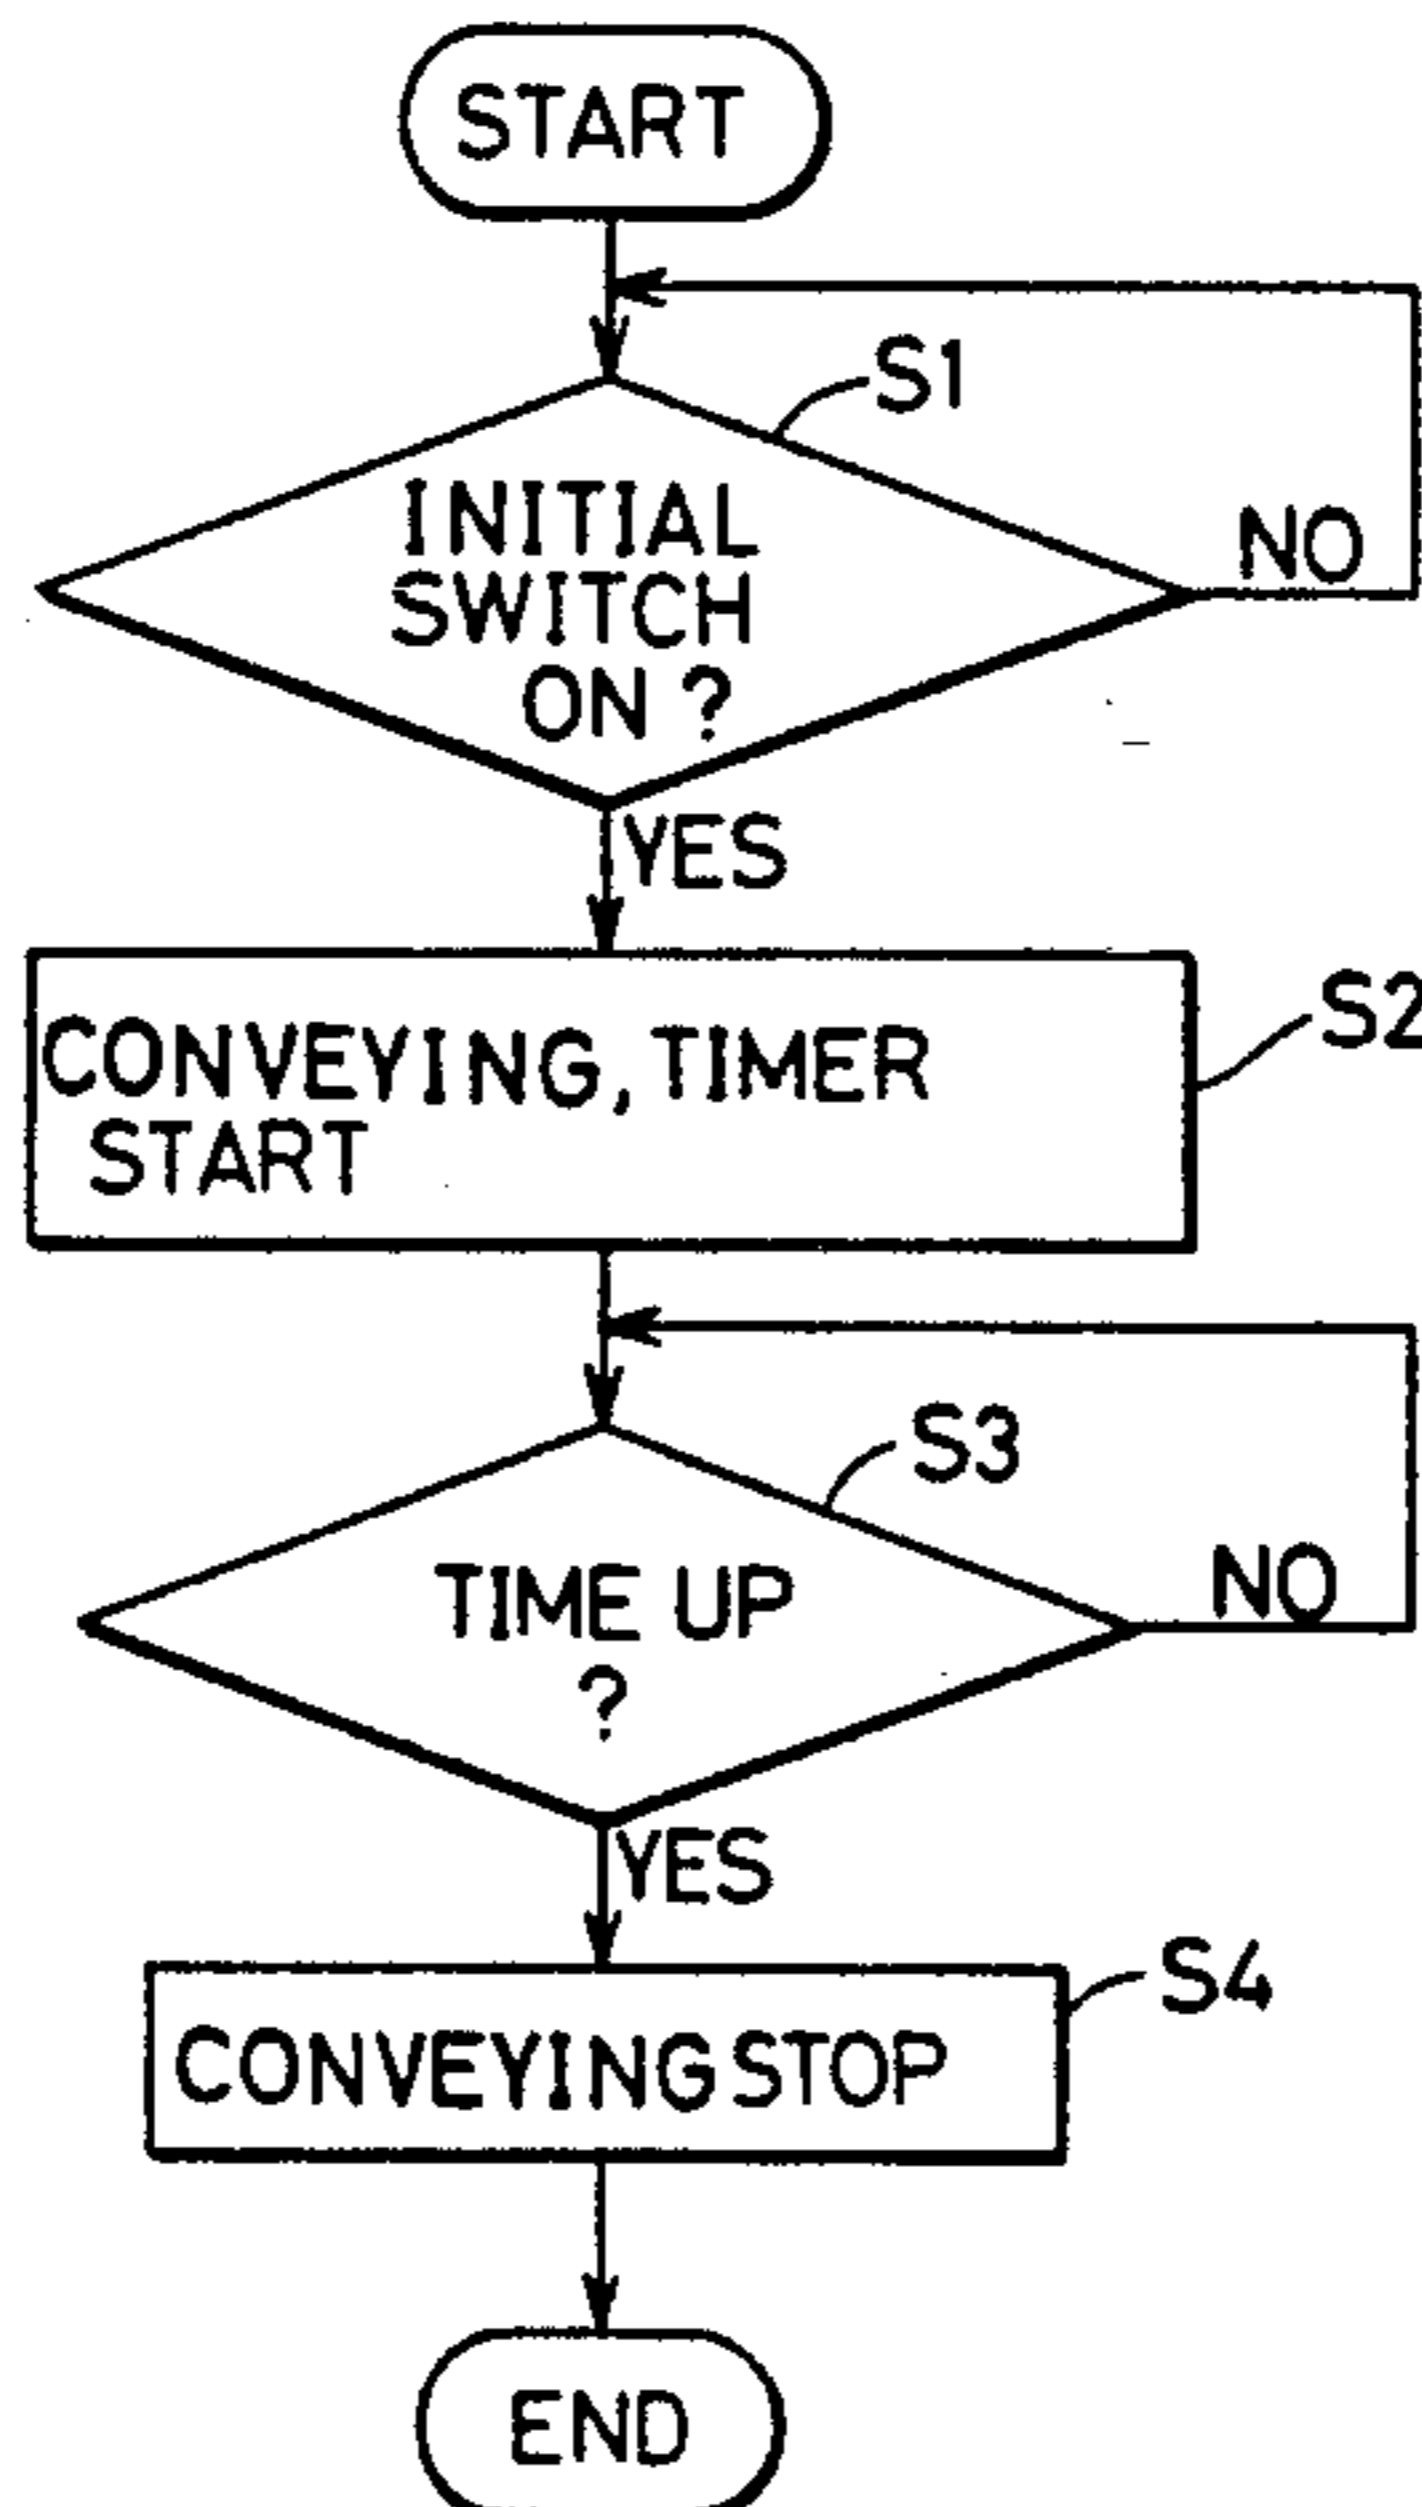 START
S1
INITIAL
SWITCH
ON ?
NO
YES
S2
CONVEYING, TIMER
START
S3
TIME UP
?
NO
YES
S4
CONVEYING STOP
END